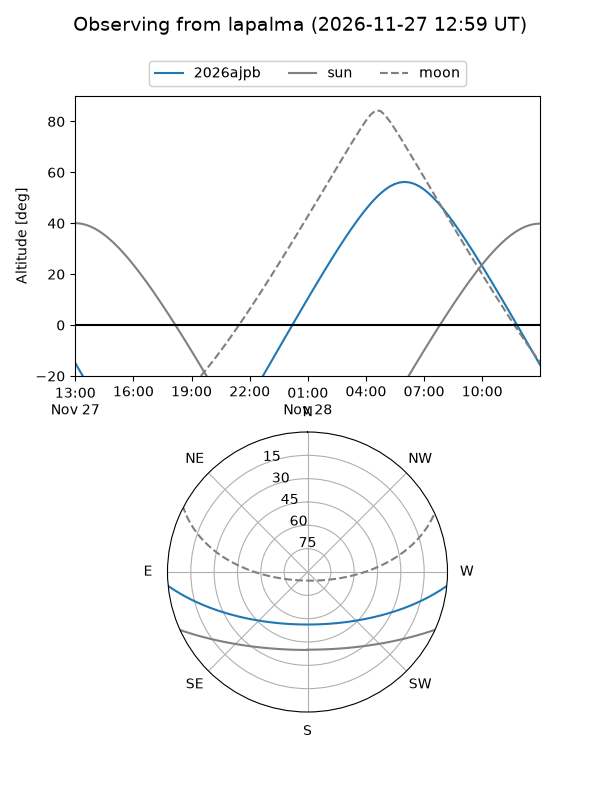 Observing from lapalma (2026-11-27 12:59 UT)
2026ajpb sun moon
Altitude [deg]
80
60
40
20
0
−20
13:00 16:00 19:00 22:00 01:00 04:00 07:00 10:00
Nov 27 Nov 28
N
NE NW
15
30
45
60
75
E W
SE SW
S